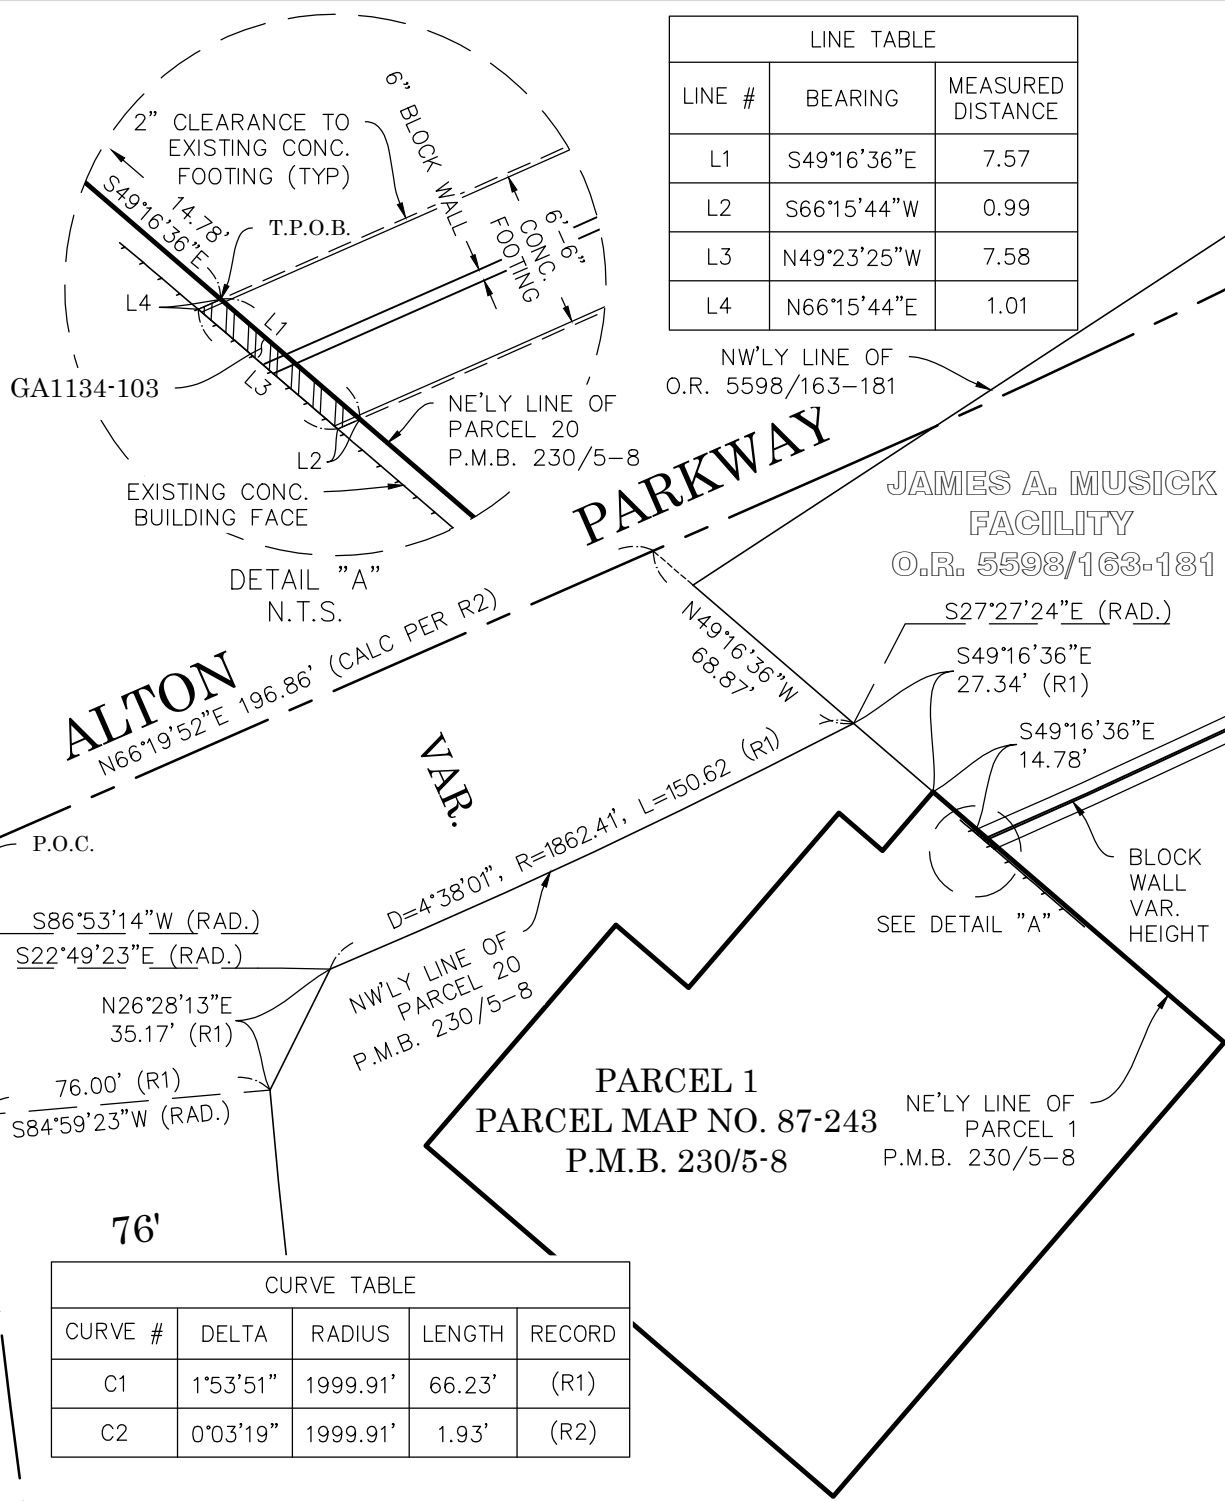 LINE TABLE
LINE # BEARING MEASURED DISTANCE
L1 S49°16'36"E 7.57
L2 S66°15'44"W 0.99
L3 N49°23'25"W 7.58
L4 N66°15'44"E 1.01
2" CLEARANCE TO
EXISTING CONC.
FOOTING (TYP)
6" BLOCK WALL
S49°16'36"E
14.78'
T.P.O.B.
6'-6"
CONC.
FOOTING
L4
L1
GA1134-103
L3
L2
NE'LY LINE OF
PARCEL 20
P.M.B. 230/5-8
EXISTING CONC.
BUILDING FACE
DETAIL "A"
N.T.S.
NW'LY LINE OF
O.R. 5598/163-181
ALTON PARKWAY
JAMES A. MUSICK
FACILITY
O.R. 5598/163-181
N66°19'52"E 196.86' (CALC PER R2)
N49°16'36"W
68.87'
S27°27'24"E (RAD.)
S49°16'36"E
27.34' (R1)
S49°16'36"E
14.78'
VAR.
P.O.C.
D=4°38'01", R=1862.41', L=150.62 (R1)
BLOCK
WALL
VAR.
HEIGHT
SEE DETAIL "A"
S86°53'14"W (RAD.)
S22°49'23"E (RAD.)
N26°28'13"E
35.17' (R1)
NW'LY LINE OF
PARCEL 20
P.M.B. 230/5-8
76.00' (R1)
S84°59'23"W (RAD.)
PARCEL 1
PARCEL MAP NO. 87-243
P.M.B. 230/5-8
NE'LY LINE OF
PARCEL 1
P.M.B. 230/5-8
76'
CURVE TABLE
CURVE # DELTA RADIUS LENGTH RECORD
C1 1°53'51" 1999.91' 66.23' (R1)
C2 0°03'19" 1999.91' 1.93' (R2)